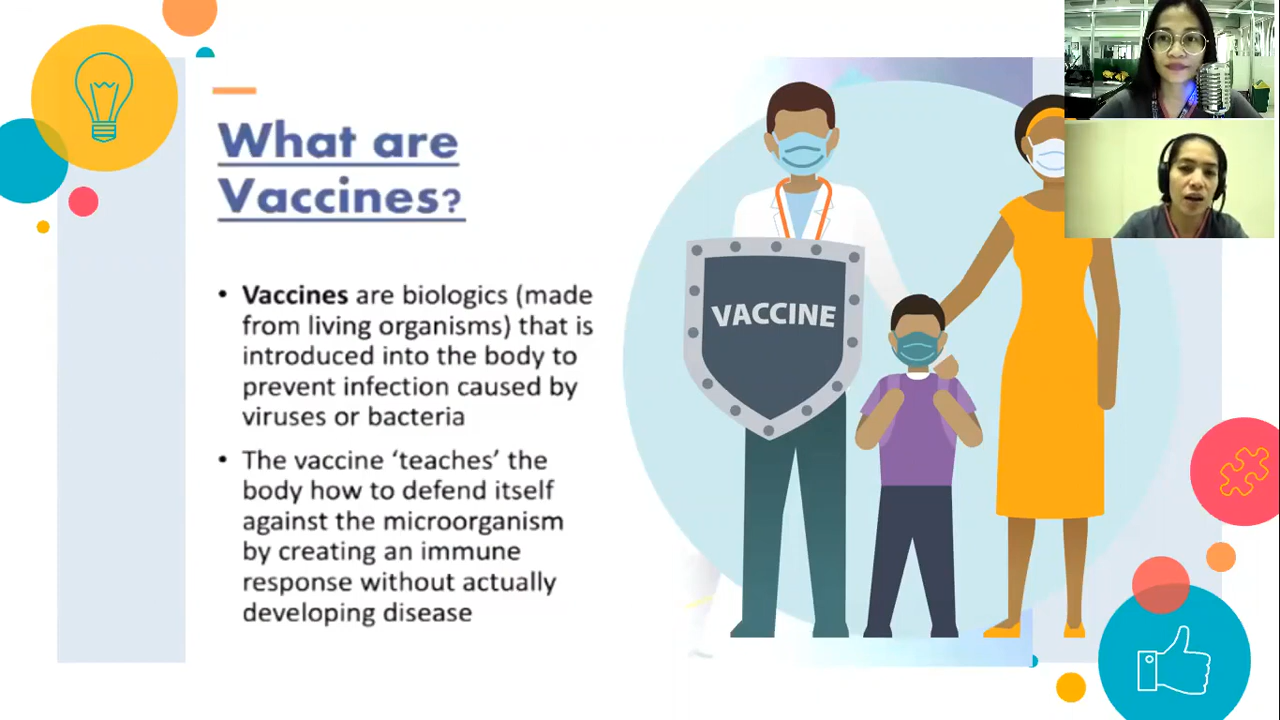 What are
Vaccines?
• Vaccines are biologics (made
from living organisms) that is
introduced into the body to
prevent infection caused by
viruses or bacteria
• The vaccine ‘teaches’ the
body how to defend itself
against the microorganism
by creating an immune
response without actually
developing disease
VACCINE